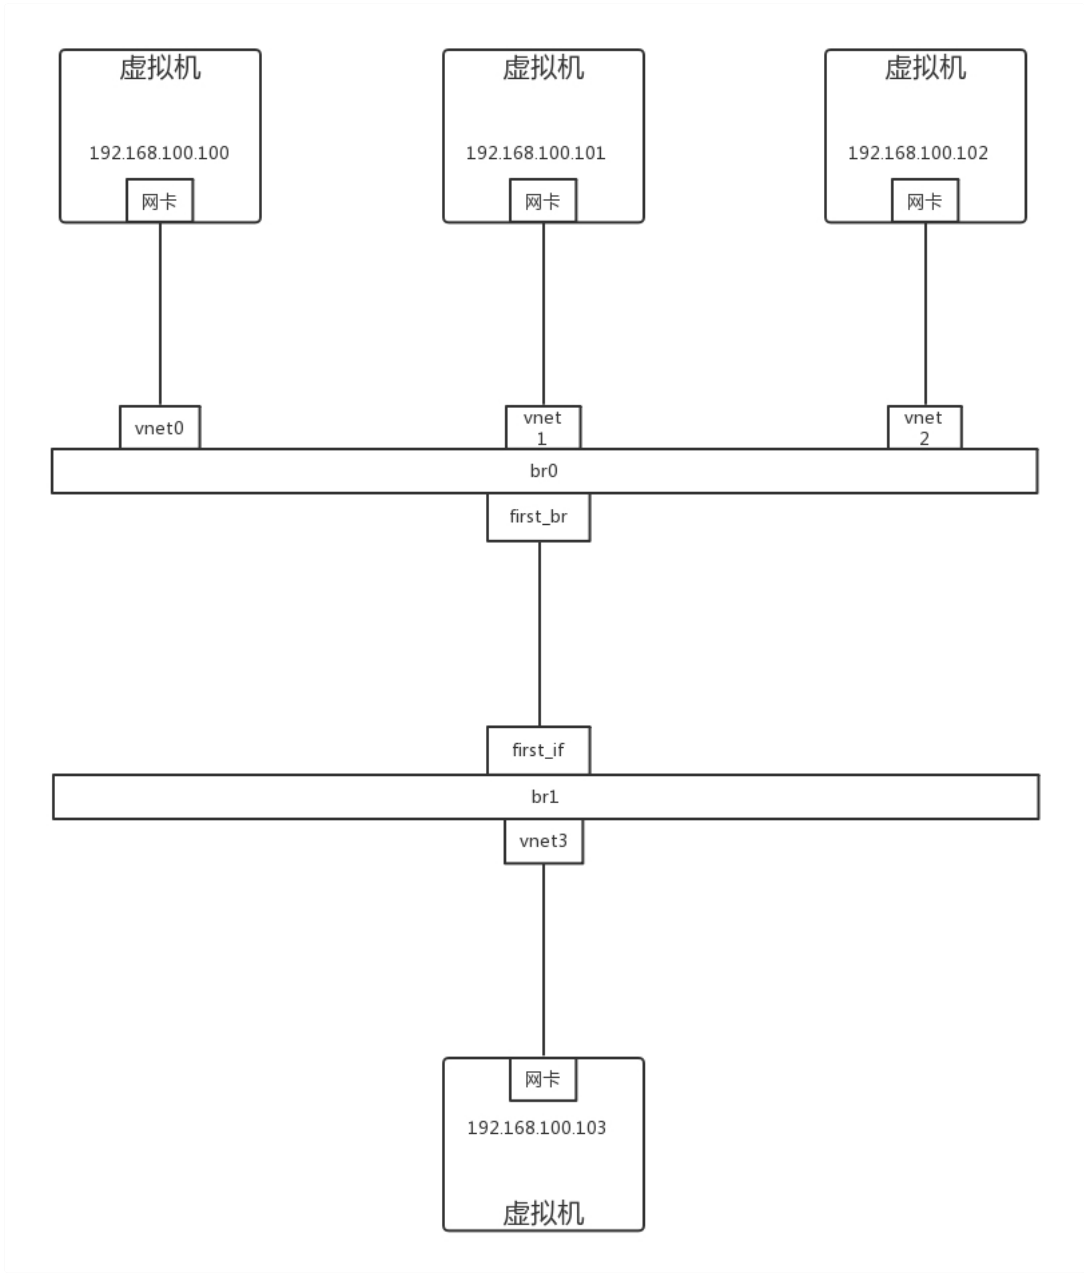 虚拟机
虚拟机
虚拟机
192.168.100.100
192.168.100.101
192.168.100.102
网卡
网卡
网卡
vnet0
vnet
1
vnet
2
br0
first_br
first_if
br1
vnet3
网卡
192.168.100.103
虚拟机